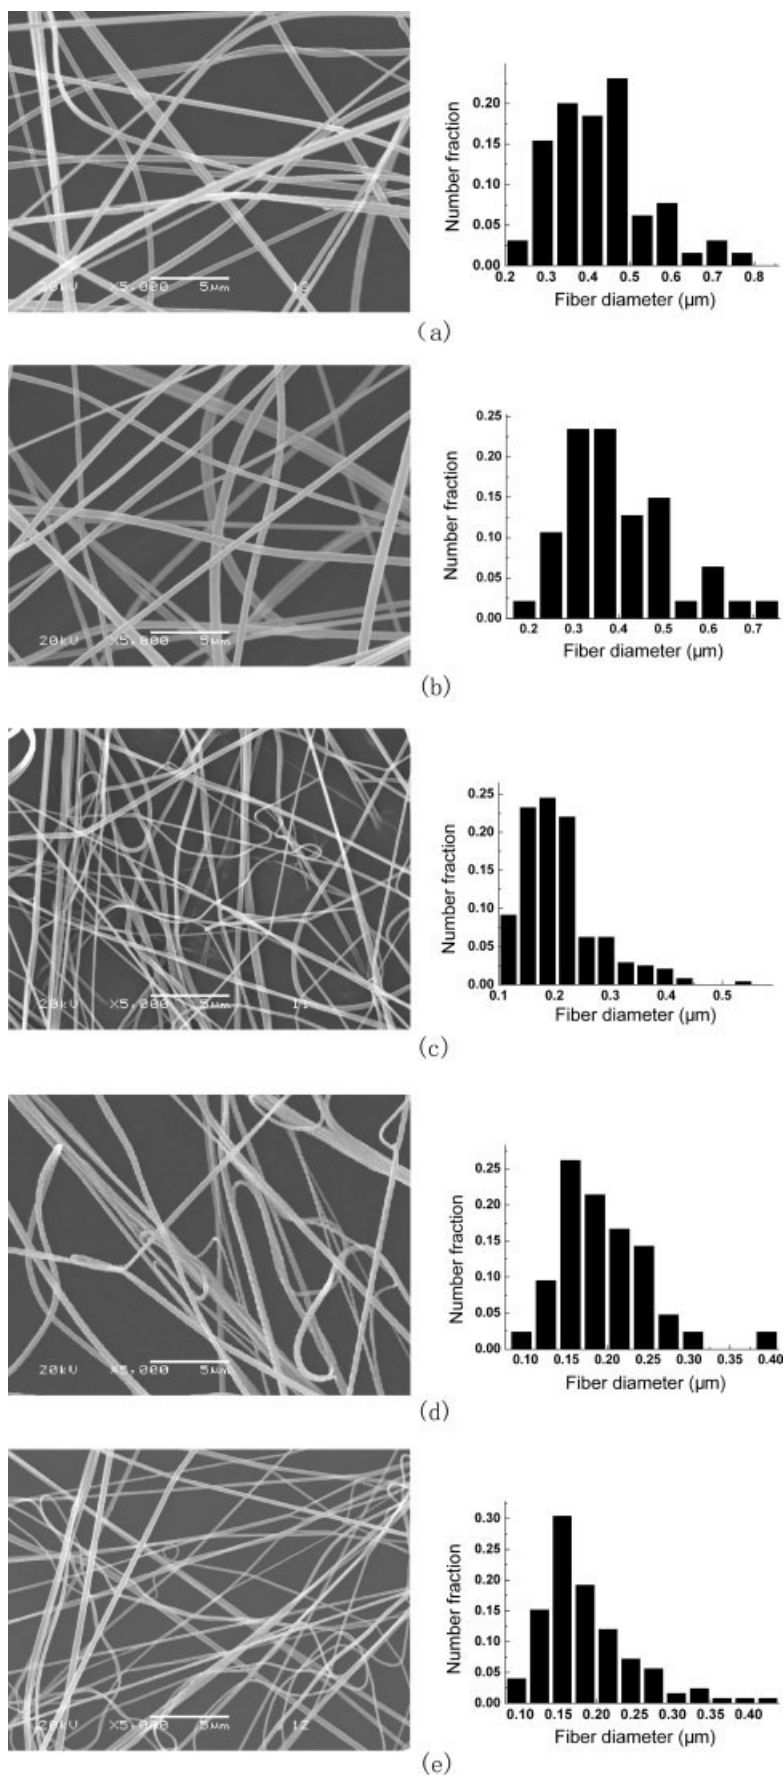 20kV X5,000 5µm 10
Number fraction
0.20
0.15
0.10
0.05
0.00
0.2 0.3 0.4 0.5 0.6 0.7 0.8
Fiber diameter (µm)
(a)
20kV X5,000 5µm
Number fraction
0.25
0.20
0.15
0.10
0.05
0.00
0.2 0.3 0.4 0.5 0.6 0.7
Fiber diameter (µm)
(b)
20kV X5,000 5µm 11
Number fraction
0.25
0.20
0.15
0.10
0.05
0.00
0.1 0.2 0.3 0.4 0.5
Fiber diameter (µm)
(c)
20kV X5,000 5µm
Number fraction
0.25
0.20
0.15
0.10
0.05
0.00
0.10 0.15 0.20 0.25 0.30 0.35 0.40
Fiber diameter (µm)
(d)
20kV X5,000 5µm 12
Number fraction
0.30
0.25
0.20
0.15
0.10
0.05
0.00
0.10 0.15 0.20 0.25 0.30 0.35 0.40
Fiber diameter (µm)
(e)